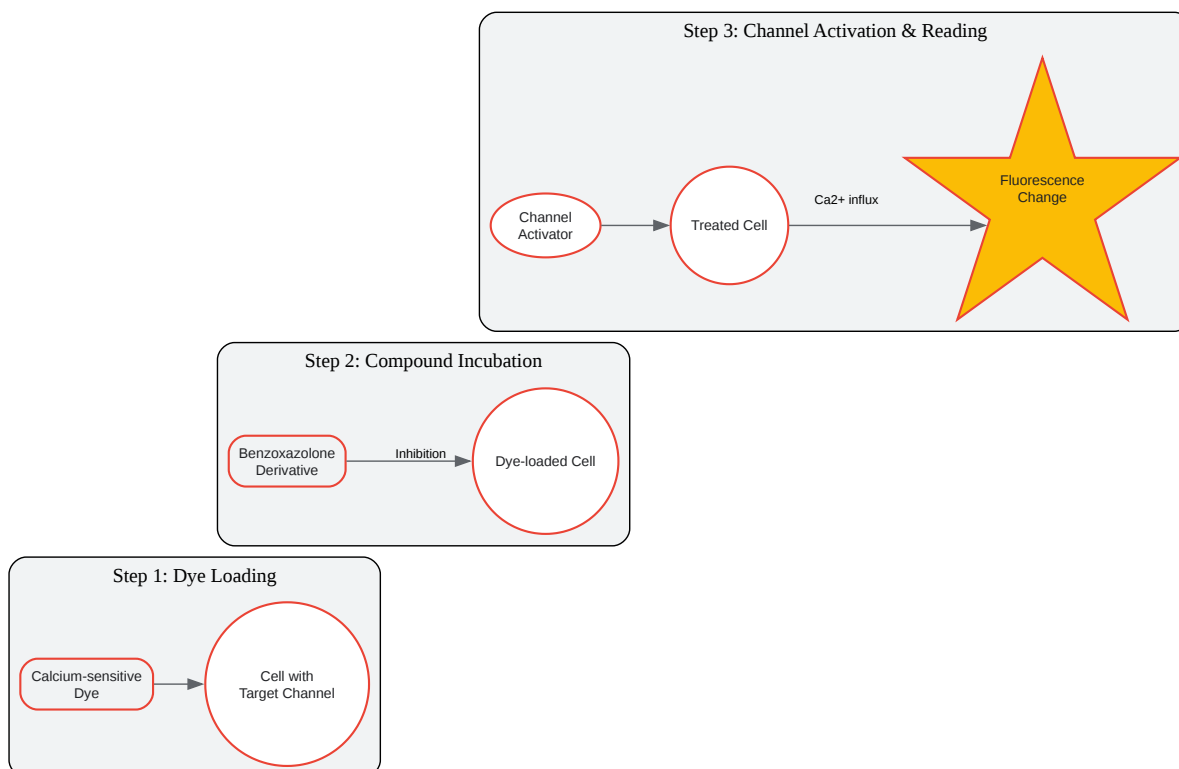 Step 3: Channel Activation & Reading
Fluorescence
Change
Ca2+ influx
Channel
Activator
Treated Cell
Step 2: Compound Incubation
Benzoxazolone
Derivative
Inhibition
Dye-loaded Cell
Step 1: Dye Loading
Calcium-sensitive
Dye
Cell with
Target Channel